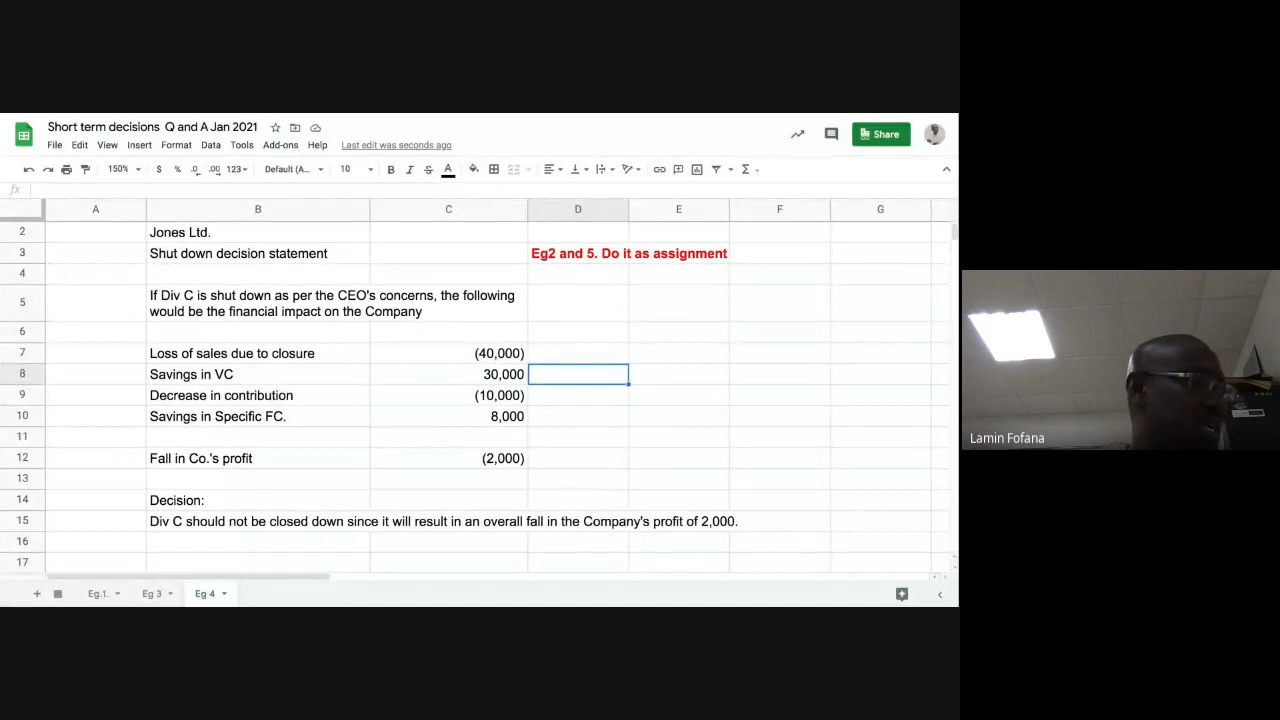 Short term decisions Q and A Jan 2021
File Edit View Insert Format Data Tools Add-ons Help Last edit was seconds ago
Share
150% $ % .0 .00 123 Default (A... 10 B I S A
fx
A B C D E F G
2 Jones Ltd.
3 Shut down decision statement Eg2 and 5. Do it as assignment
4
5 If Div C is shut down as per the CEO's concerns, the following
would be the financial impact on the Company
6
7 Loss of sales due to closure (40,000)
8 Savings in VC 30,000
9 Decrease in contribution (10,000)
10 Savings in Specific FC. 8,000
11
12 Fall in Co.'s profit (2,000)
13
14 Decision:
15 Div C should not be closed down since it will result in an overall fall in the Company's profit of 2,000.
16
17
Eg.1. Eg 3 Eg 4
Lamin Fofana